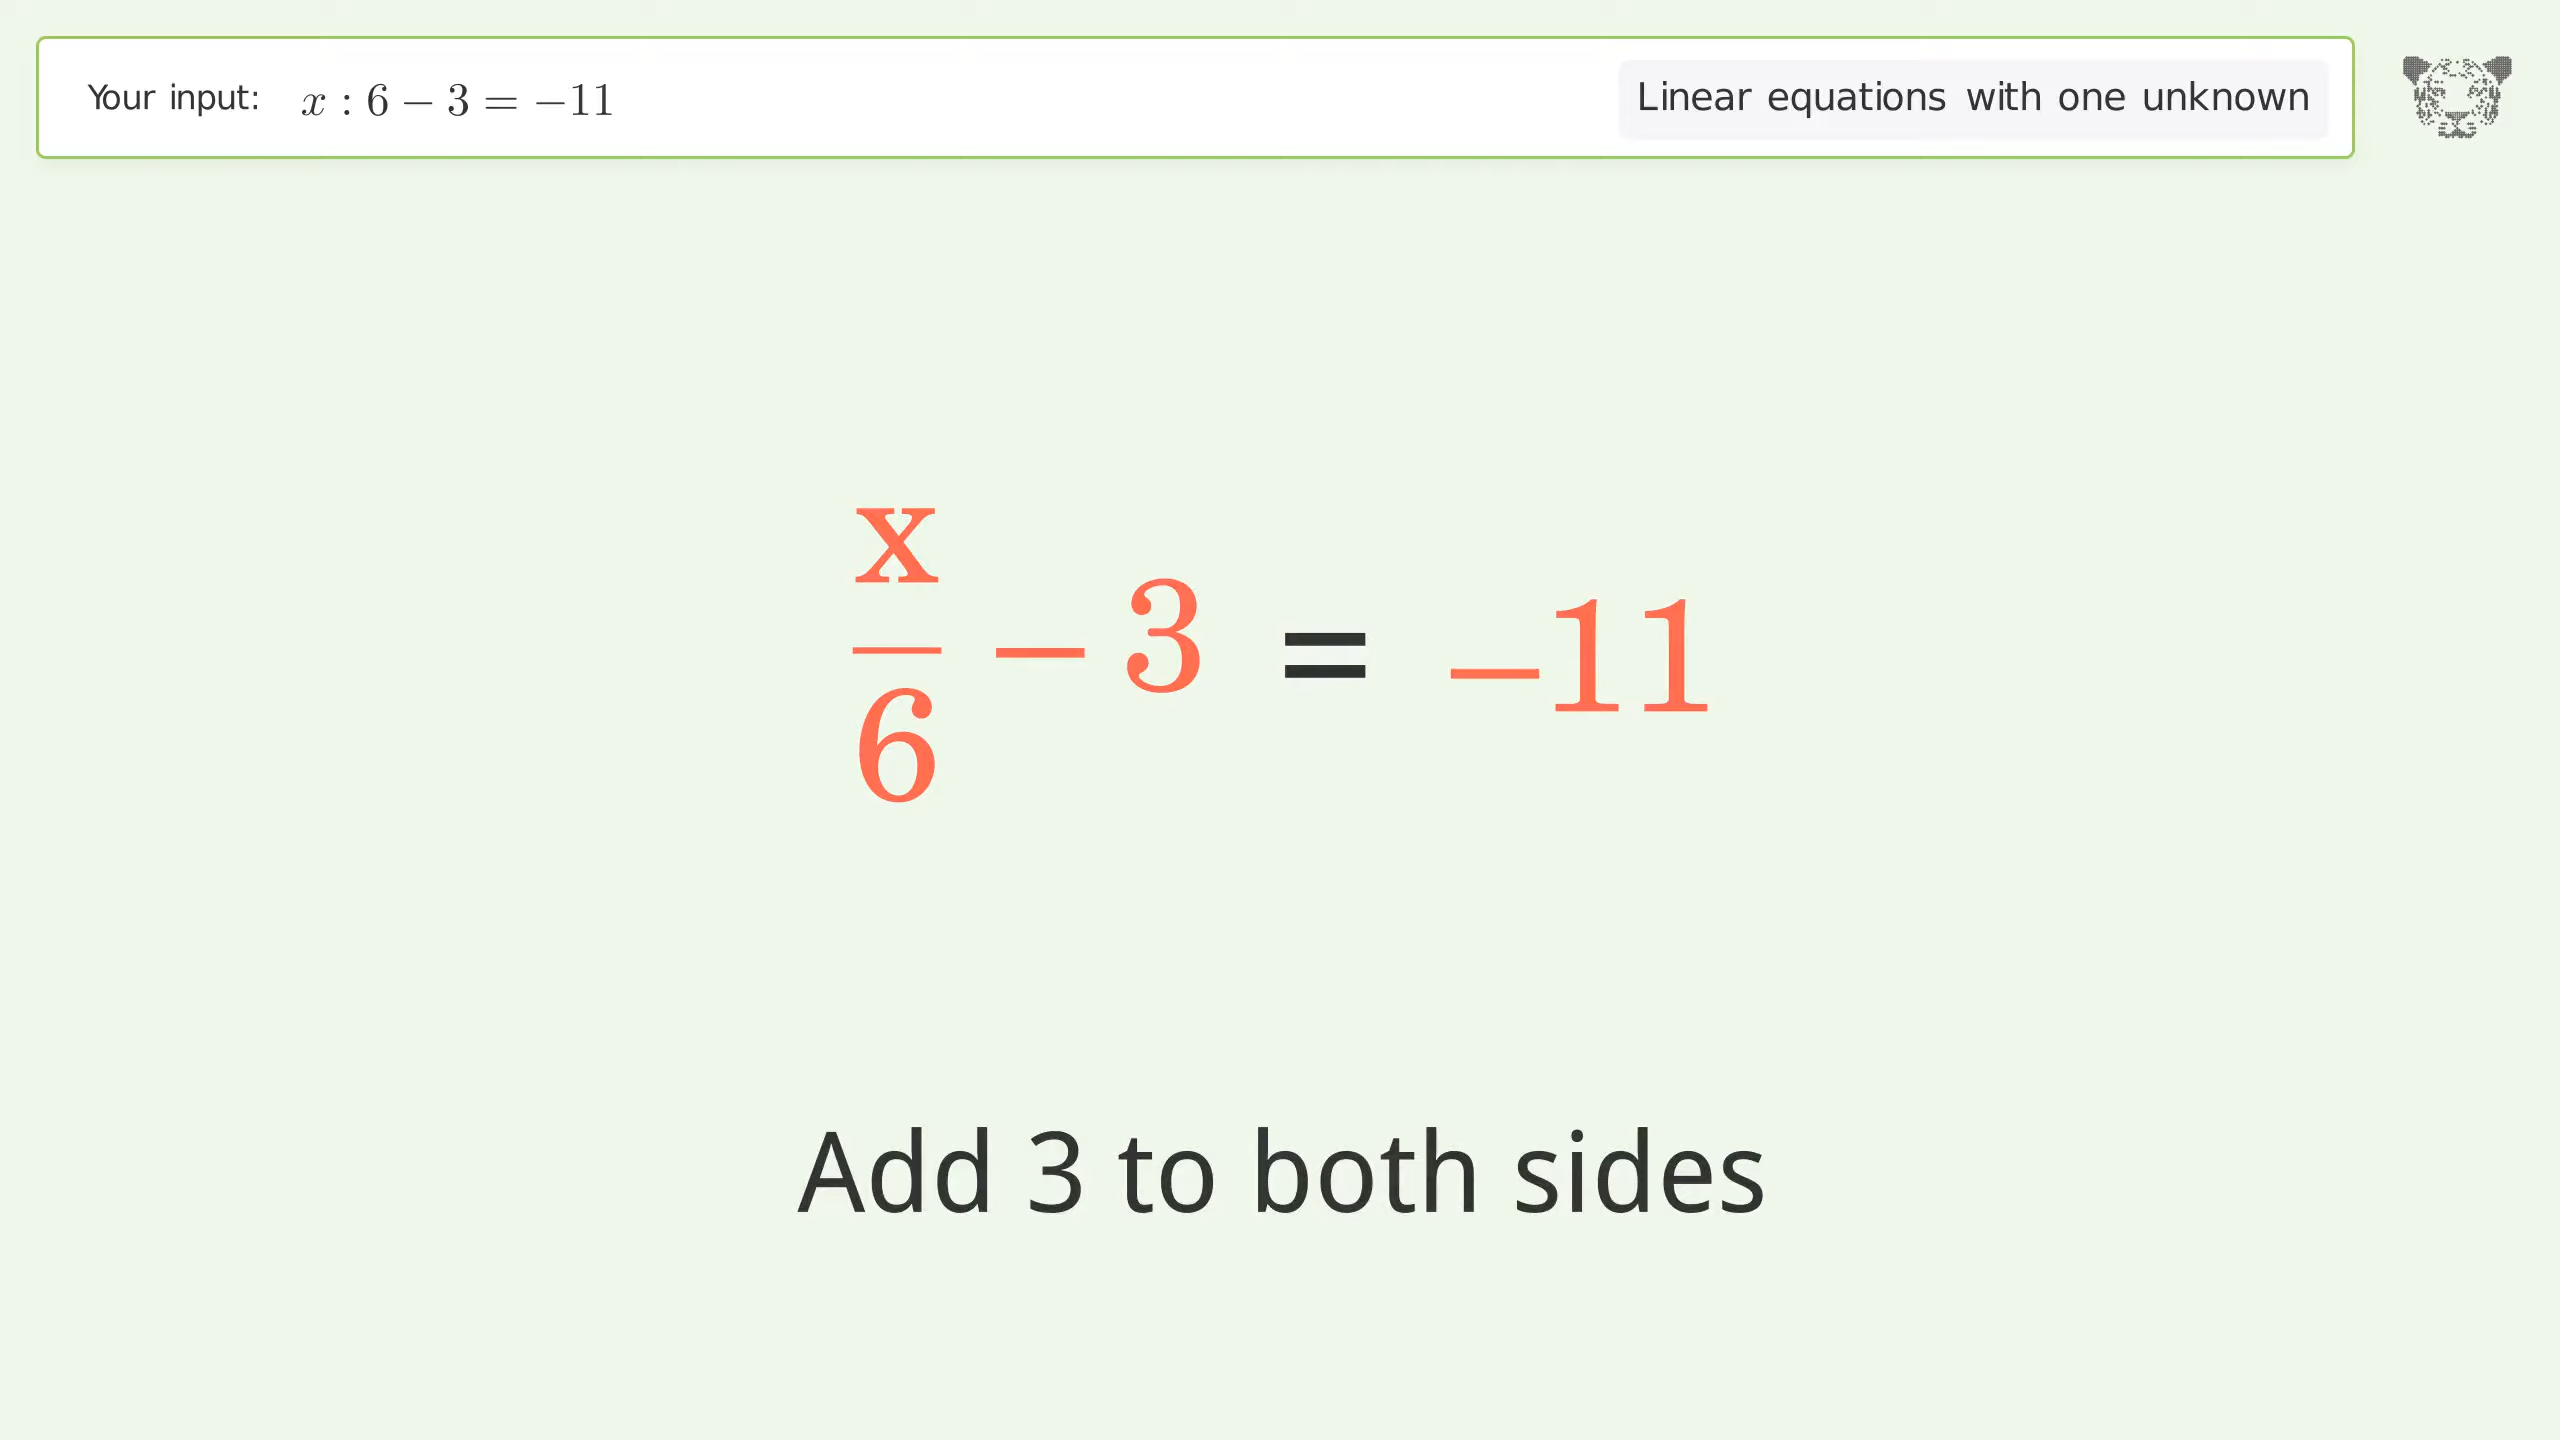 Your input: x : 6 − 3 = −11
Linear equations with one unknown
x/6 − 3 = −11
Add 3 to both sides